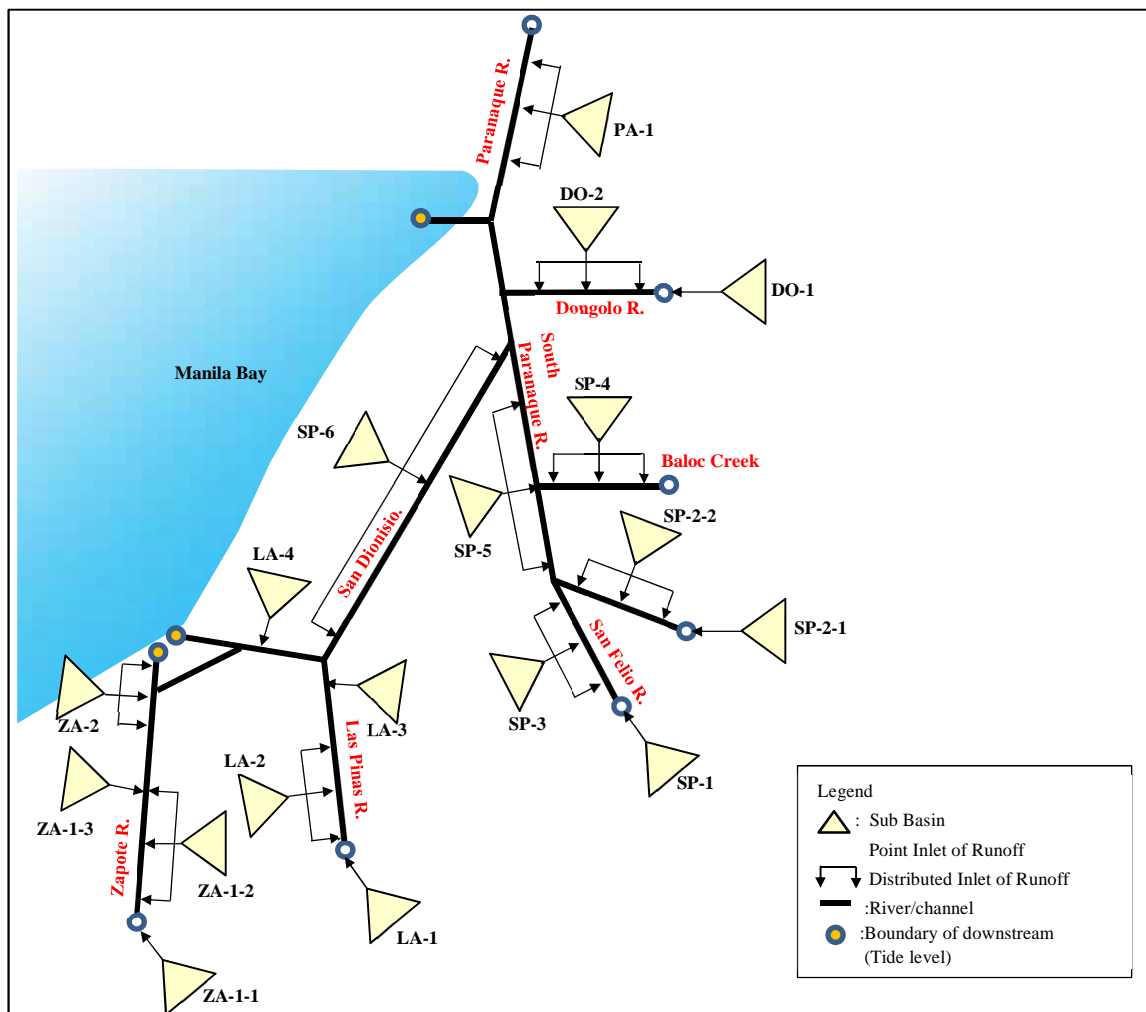 Paranaque R.
PA-1
DO-2
DO-1
Dongolo R.
South
Paranaque R.
Manila Bay
SP-4
SP-6
Baloc Creek
SP-2-2
SP-5
San Dionisio.
LA-4
SP-2-1
San Felio R.
SP-3
ZA-2
LA-3
Las Pinas R.
LA-2
SP-1
ZA-1-3
Zapote R.
ZA-1-2
LA-1
ZA-1-1
Legend
: Sub Basin
Point Inlet of Runoff
Distributed Inlet of Runoff
:River/channel
:Boundary of downstream
(Tide level)